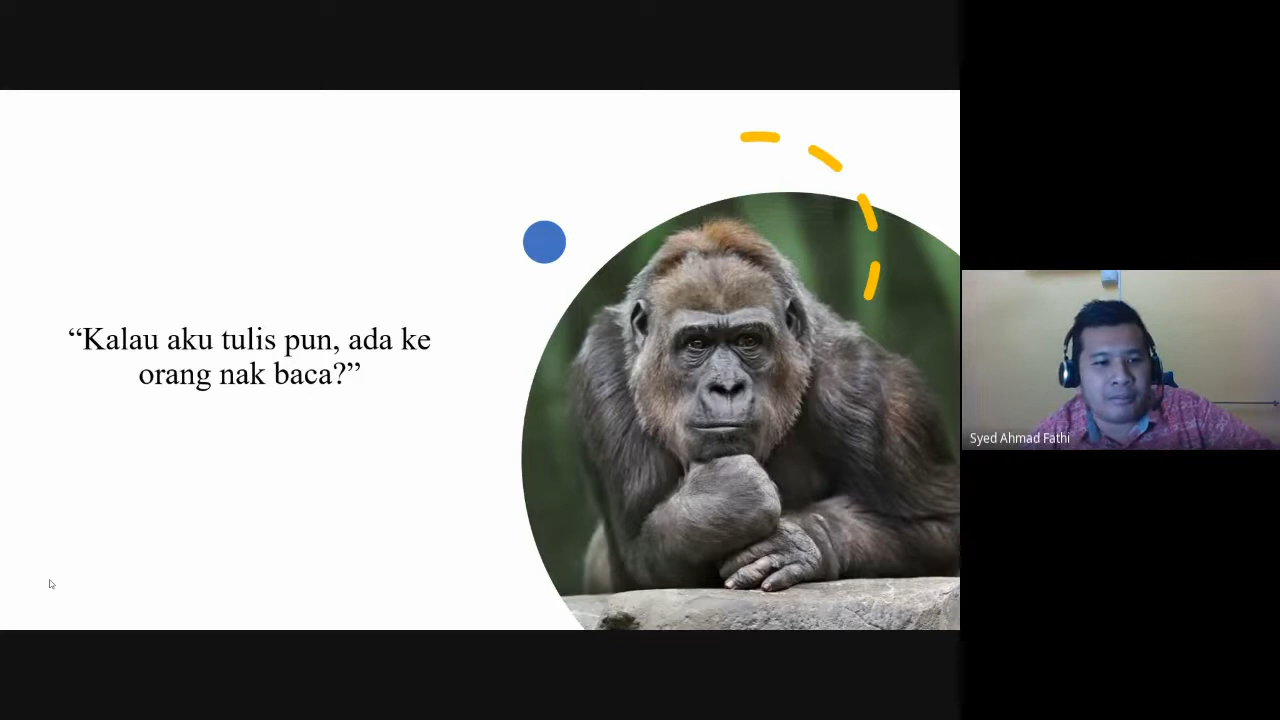 “Kalau aku tulis pun, ada ke
orang nak baca?”
Syed Ahmad Fathi